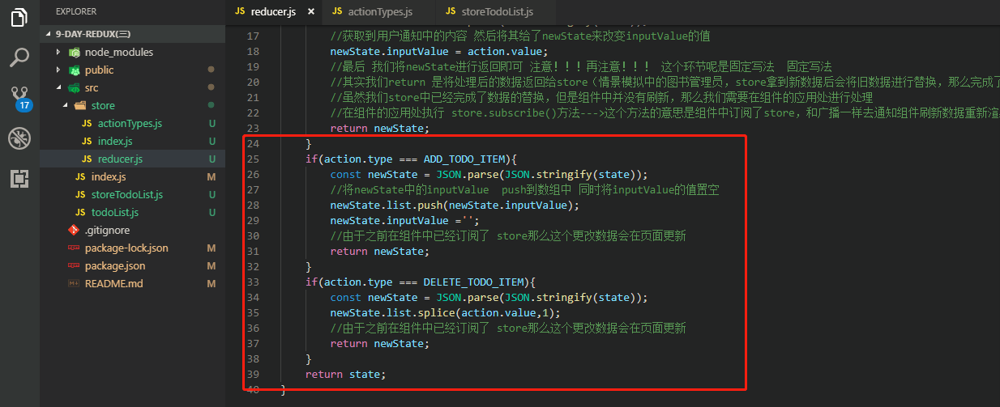 EXPLORER
9-DAY-REDUX(三)
node_modules
public
src
store
JS actionTypes.js U
JS index.js U
JS reducer.js U
JS index.js M
JS storeTodoList.js U
JS todoList.js U
.gitignore
package-lock.json M
package.json M
README.md M
17
JS reducer.js ×
JS actionTypes.js
JS storeTodoList.js
17 //获取到用户通知中的内容 然后将其给了newState来改变inputValue的值
18 newState.inputValue = action.value;
19 //最后 我们将newState进行返回即可 注意!!!再注意!!! 这个环节呢是固定写法 固定写法
20 //其实我们return 是将处理后的数据返回给store（情景模拟中的图书管理员，store拿到新数据后会将旧数据进行替换，那么完成了
21 //虽然我们store中已经完成了数据的替换，但是组件中并没有刷新，那么我们需要在组件的应用处进行处理
22 //在组件的应用处执行 store.subscribe()方法--->这个方法的意思是组件中订阅了store，和广播一样去通知组件刷新数据重新渲
23 return newState;
24 }
25 if(action.type === ADD_TODO_ITEM){
26 const newState = JSON.parse(JSON.stringify(state));
27 //将newState中的inputValue push到数组中 同时将inputValue的值置空
28 newState.list.push(newState.inputValue);
29 newState.inputValue ='';
30 //由于之前在组件中已经订阅了 store那么这个更改数据会在页面更新
31 return newState;
32 }
33 if(action.type === DELETE_TODO_ITEM){
34 const newState = JSON.parse(JSON.stringify(state));
35 newState.list.splice(action.value,1);
36 //由于之前在组件中已经订阅了 store那么这个更改数据会在页面更新
37 return newState;
38 }
39 return state;
40 }